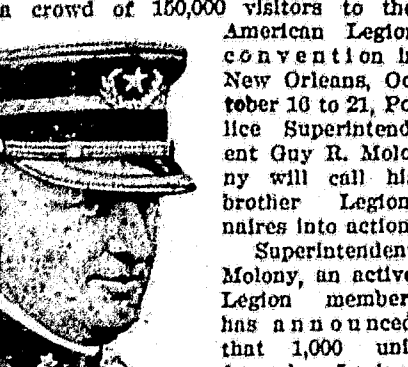 a crowd of 150,000 visitors to the
American Legion
convention i
New Orleans, Oc
tober 16 to 21, Po
lice Superintend
ent Guy R. Molo
ny will call his
brother Legion
naires into action
Superintendent
Molony, an active
Legion member
has announced
that 1,000 uni